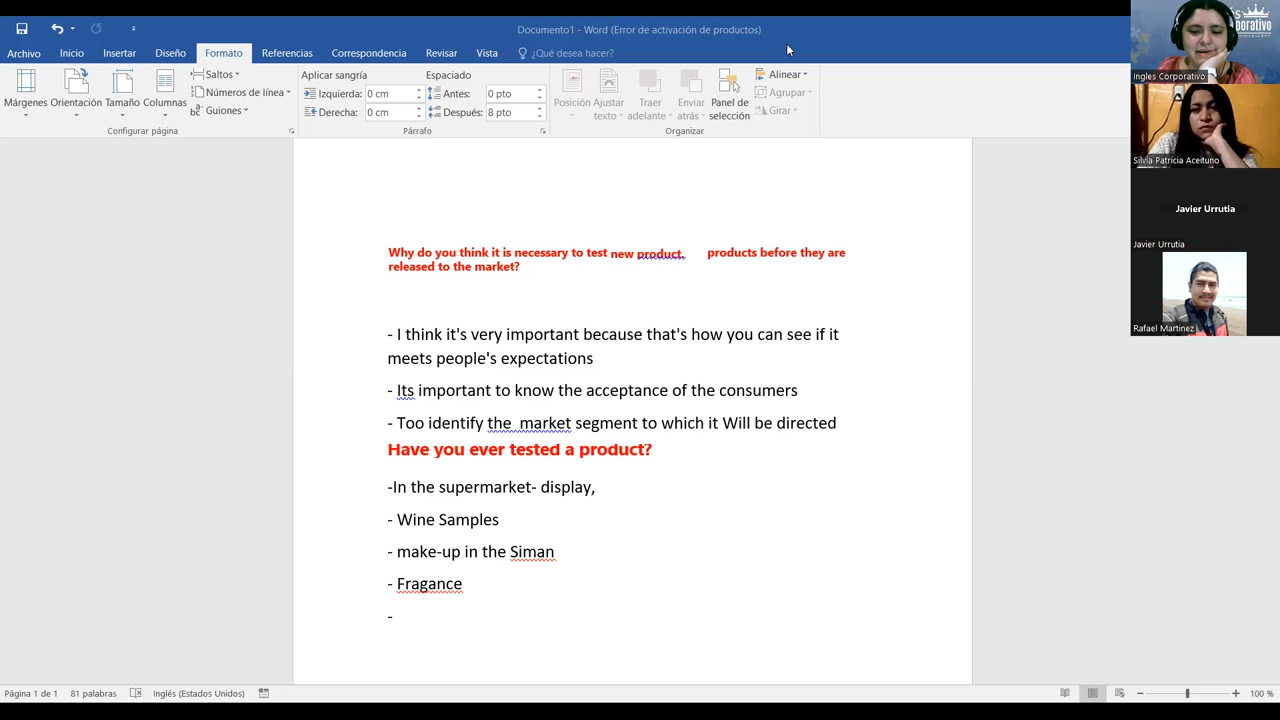 Documento1 - Word (Error de activación de productos)
Archivo Inicio Insertar Diseño Formato Referencias Correspondencia Revisar Vista ¿Qué desea hacer?
Márgenes Orientación Tamaño Columnas
Saltos
Números de línea
Guiones
Configurar página
Aplicar sangría Espaciado
Izquierda: 0 cm Antes: 0 pto
Derecha: 0 cm Después: 8 pto
Párrafo
Posición Ajustar texto Traer adelante Enviar atrás Panel de selección
Alinear
Agrupar
Girar
Organizar
Why do you think it is necessary to test new product. products before they are
released to the market?
- I think it's very important because that's how you can see if it
meets people's expectations
- Its important to know the acceptance of the consumers
- Too identify the market segment to which it Will be directed
Have you ever tested a product?
-In the supermarket- display,
- Wine Samples
- make-up in the Siman
- Fragance
-
Ingles Corporativo
Silvia Patricia Aceituno
Javier Urrutia
Javier Urrutia
Rafael Martinez
Página 1 de 1 81 palabras Inglés (Estados Unidos) 100 %